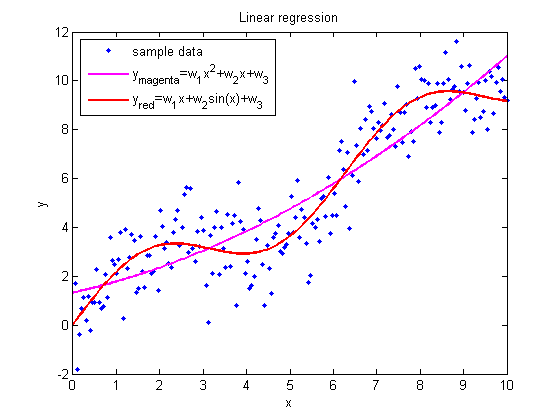 Linear regression
sample data
y_magenta=w_1x^2+w_2x+w_3
y_red=w_1x+w_2sin(x)+w_3
12
10
8
6
4
2
0
-2
y
0 1 2 3 4 5 6 7 8 9 10
x